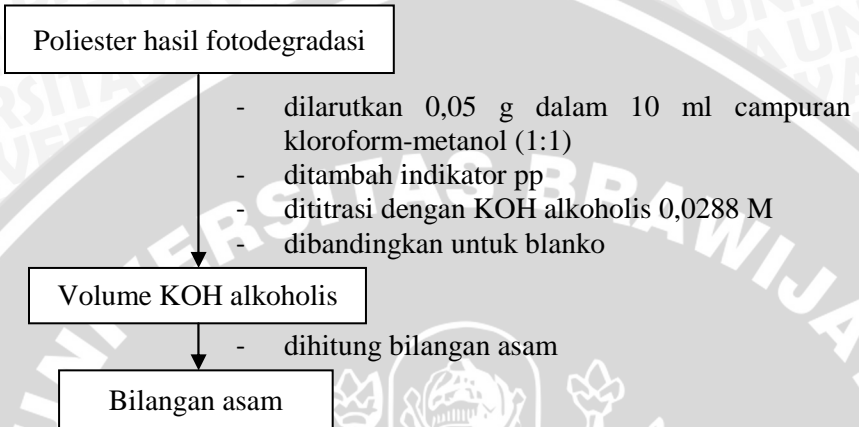 Poliester hasil fotodegradasi
- dilarutkan 0,05 g dalam 10 ml campuran
kloroform-metanol (1:1)
- ditambah indikator pp
- dititrasi dengan KOH alkoholis 0,0288 M
- dibandingkan untuk blanko
Volume KOH alkoholis
- dihitung bilangan asam
Bilangan asam